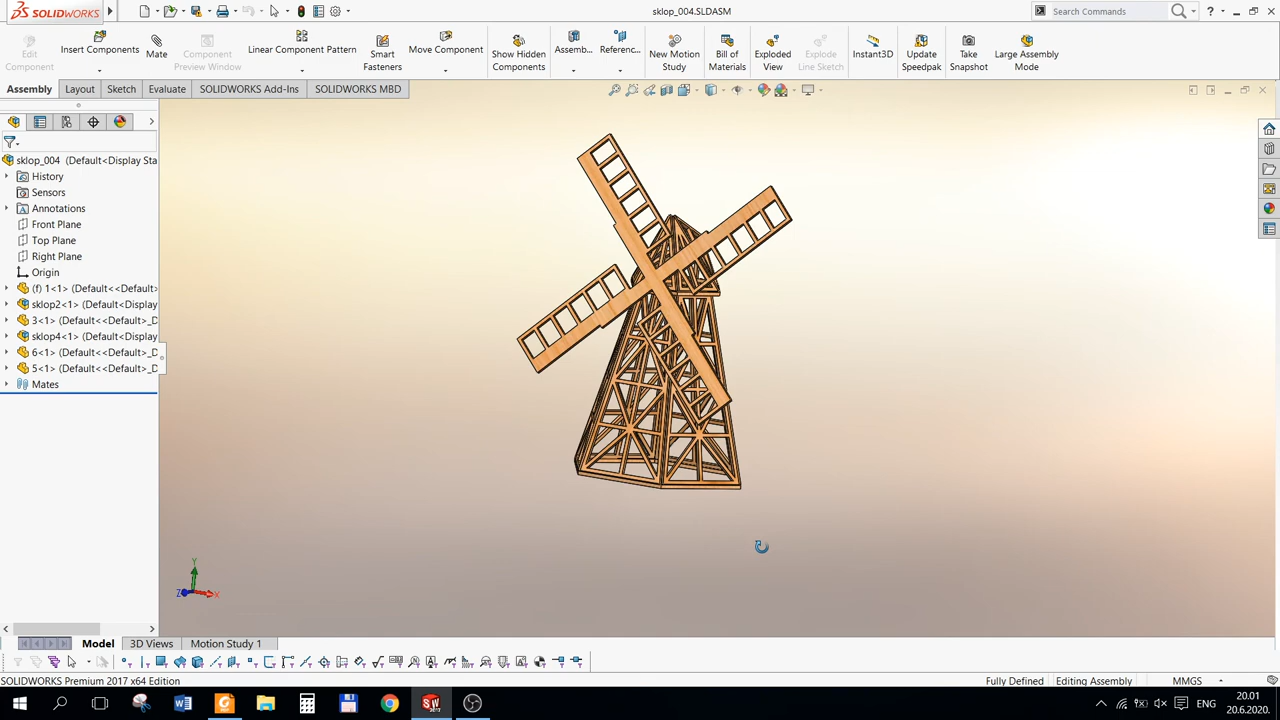 SOLIDWORKS
sklop_004.SLDASM
Search Commands
Edit Component
Insert Components
Mate
Component Preview Window
Linear Component Pattern
Smart Fasteners
Move Component
Show Hidden Components
Assemb...
Referenc...
New Motion Study
Bill of Materials
Exploded View
Explode Line Sketch
Instant3D
Update Speedpak
Take Snapshot
Large Assembly Mode
Assembly
Layout
Sketch
Evaluate
SOLIDWORKS Add-Ins
SOLIDWORKS MBD
sklop_004 (Default<Display Sta
History
Sensors
Annotations
Front Plane
Top Plane
Right Plane
Origin
(f) 1<1> (Default<<Default>
sklop2<1> (Default<Display
3<1> (Default<<Default>_D
sklop4<1> (Default<Display
6<1> (Default<<Default>_D
5<1> (Default<<Default>_D
Mates
Y
Z
X
Model
3D Views
Motion Study 1
SOLIDWORKS Premium 2017 x64 Edition
Fully Defined
Editing Assembly
MMGS
ENG
20.01
20.6.2020.